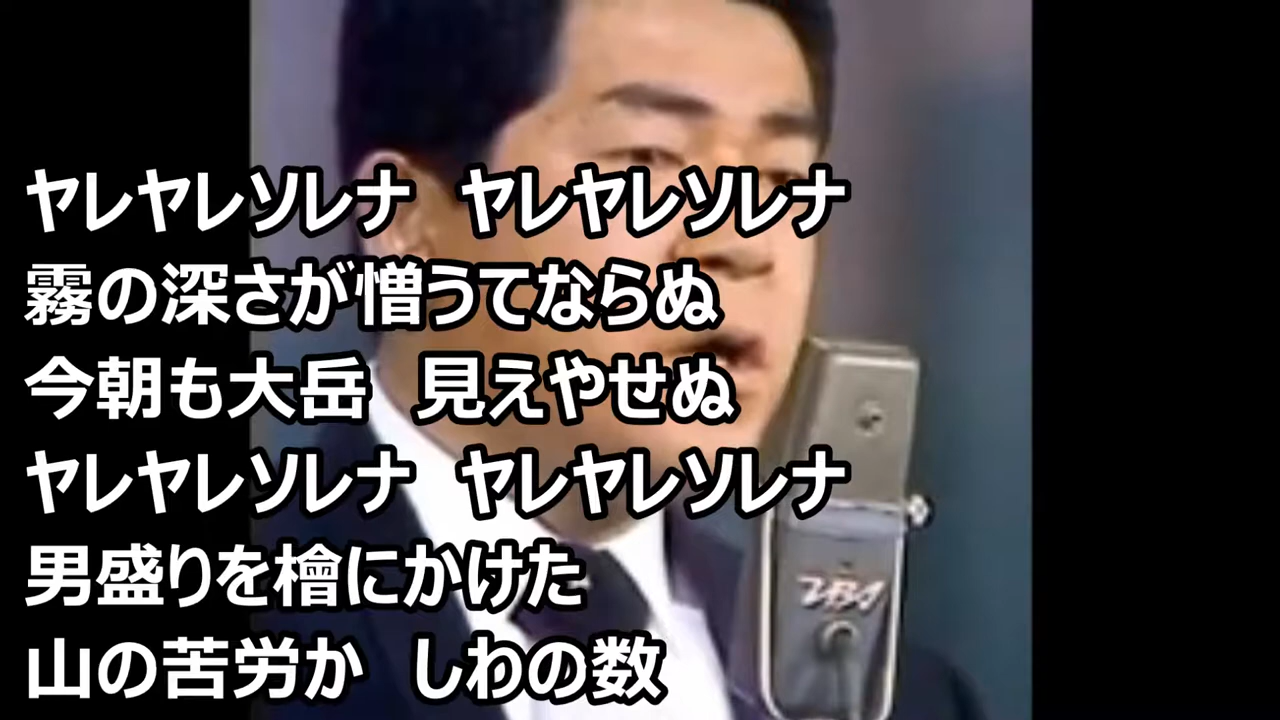 ヤレヤレソレナ　ヤレヤレソレナ
霧の深さが憎うてならぬ
今朝も大岳　見えやせぬ
ヤレヤレソレナ　ヤレヤレソレナ
男盛りを檜にかけた
山の苦労か　しわの数